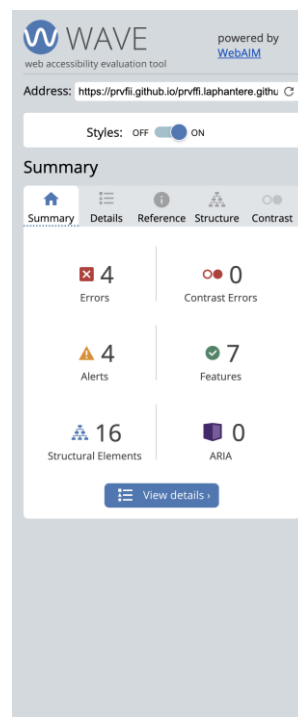 WAVE
web accessibility evaluation tool
powered by
WebAIM
Address: https://prvfii.github.io/prvffi.laphantere.githu
Styles: OFF ON
Summary
Summary Details Reference Structure Contrast
4
Errors
0
Contrast Errors
4
Alerts
7
Features
16
Structural Elements
0
ARIA
View details ›